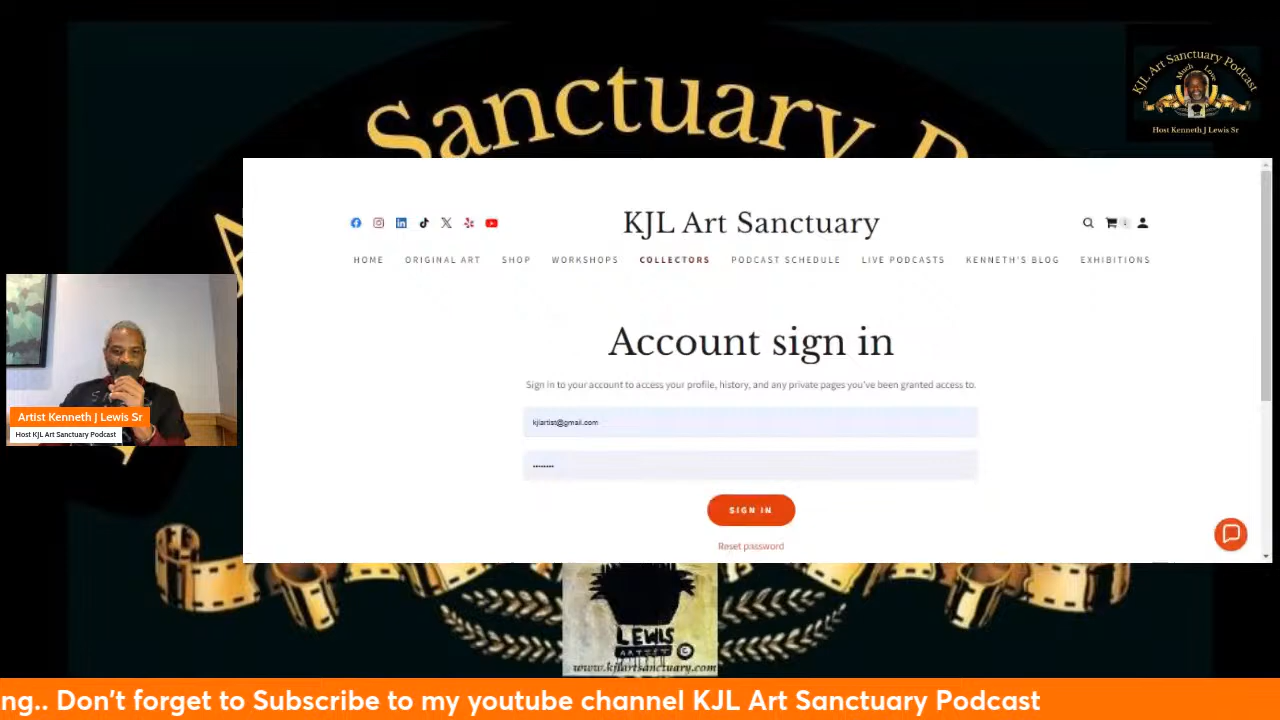 Sanctuary P
KJL Art Sanctuary Podcast
Much Love
Host Kenneth J Lewis Sr
KJL Art Sanctuary
HOME ORIGINAL ART SHOP WORKSHOPS COLLECTORS PODCAST SCHEDULE LIVE PODCASTS KENNETH'S BLOG EXHIBITIONS
Account sign in
Sign in to your account to access your profile, history, and any private pages you've been granted access to.
kjlartist@gmail.com
••••••••
SIGN IN
Reset password
Artist Kenneth J Lewis Sr
Host KJL Art Sanctuary Podcast
LEWIS
ARTIST
www.kjlartsanctuary.com
ng.. Don't forget to Subscribe to my youtube channel KJL Art Sanctuary Podcast